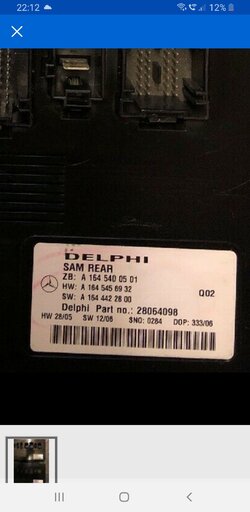 22:12
12%
DELPHI
SAM REAR
ZB: A 164 540 05 01
HW: A 164 545 69 32
Q02
SW: A 164 442 28 00
Delphi Part no.: 28064098
HW 28/05 SW 12/06 SNO: 0284 DOP: 333/06